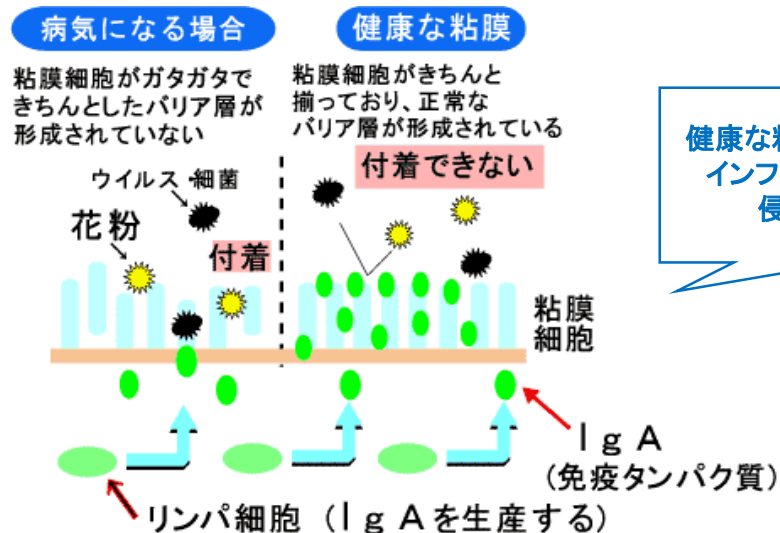 病気になる場合
粘膜細胞がガタガタで
きちんとしたバリア層が
形成されていない
ウイルス・細菌
花粉
付着
健康な粘膜
粘膜細胞がきちんと
揃っており、正常な
バリア層が形成されている
付着できない
粘膜
細胞
IgA
(免疫タンパク質)
リンパ細胞(IgAを生産する)
健康な
インフ
侵